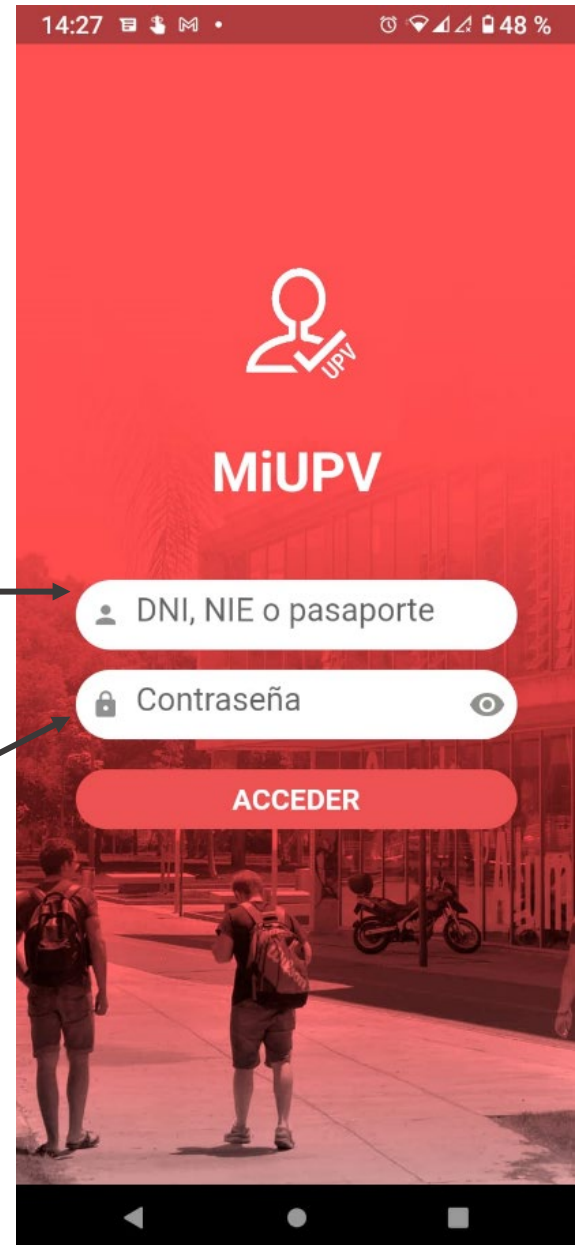 14:27
48 %
UPV
MiUPV
DNI, NIE o pasaporte
Contraseña
ACCEDER